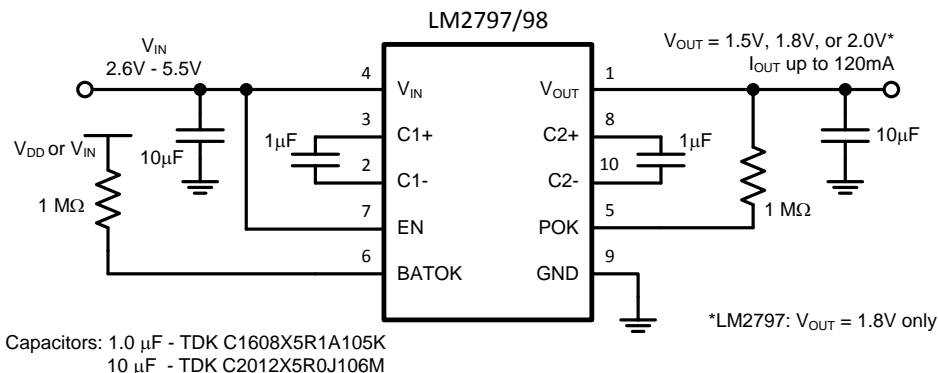 LM2797/98
V_IN
2.6V - 5.5V
V_OUT = 1.5V, 1.8V, or 2.0V*
I_OUT up to 120mA
4
V_IN
V_OUT
1
3
C1+
C2+
8
V_DD or V_IN
10μF
1μF
1μF
10μF
2
C1-
C2-
10
1 MΩ
7
EN
POK
5
1 MΩ
6
BATOK
GND
9
*LM2797: V_OUT = 1.8V only
Capacitors: 1.0 μF - TDK C1608X5R1A105K
10 μF - TDK C2012X5R0J106M